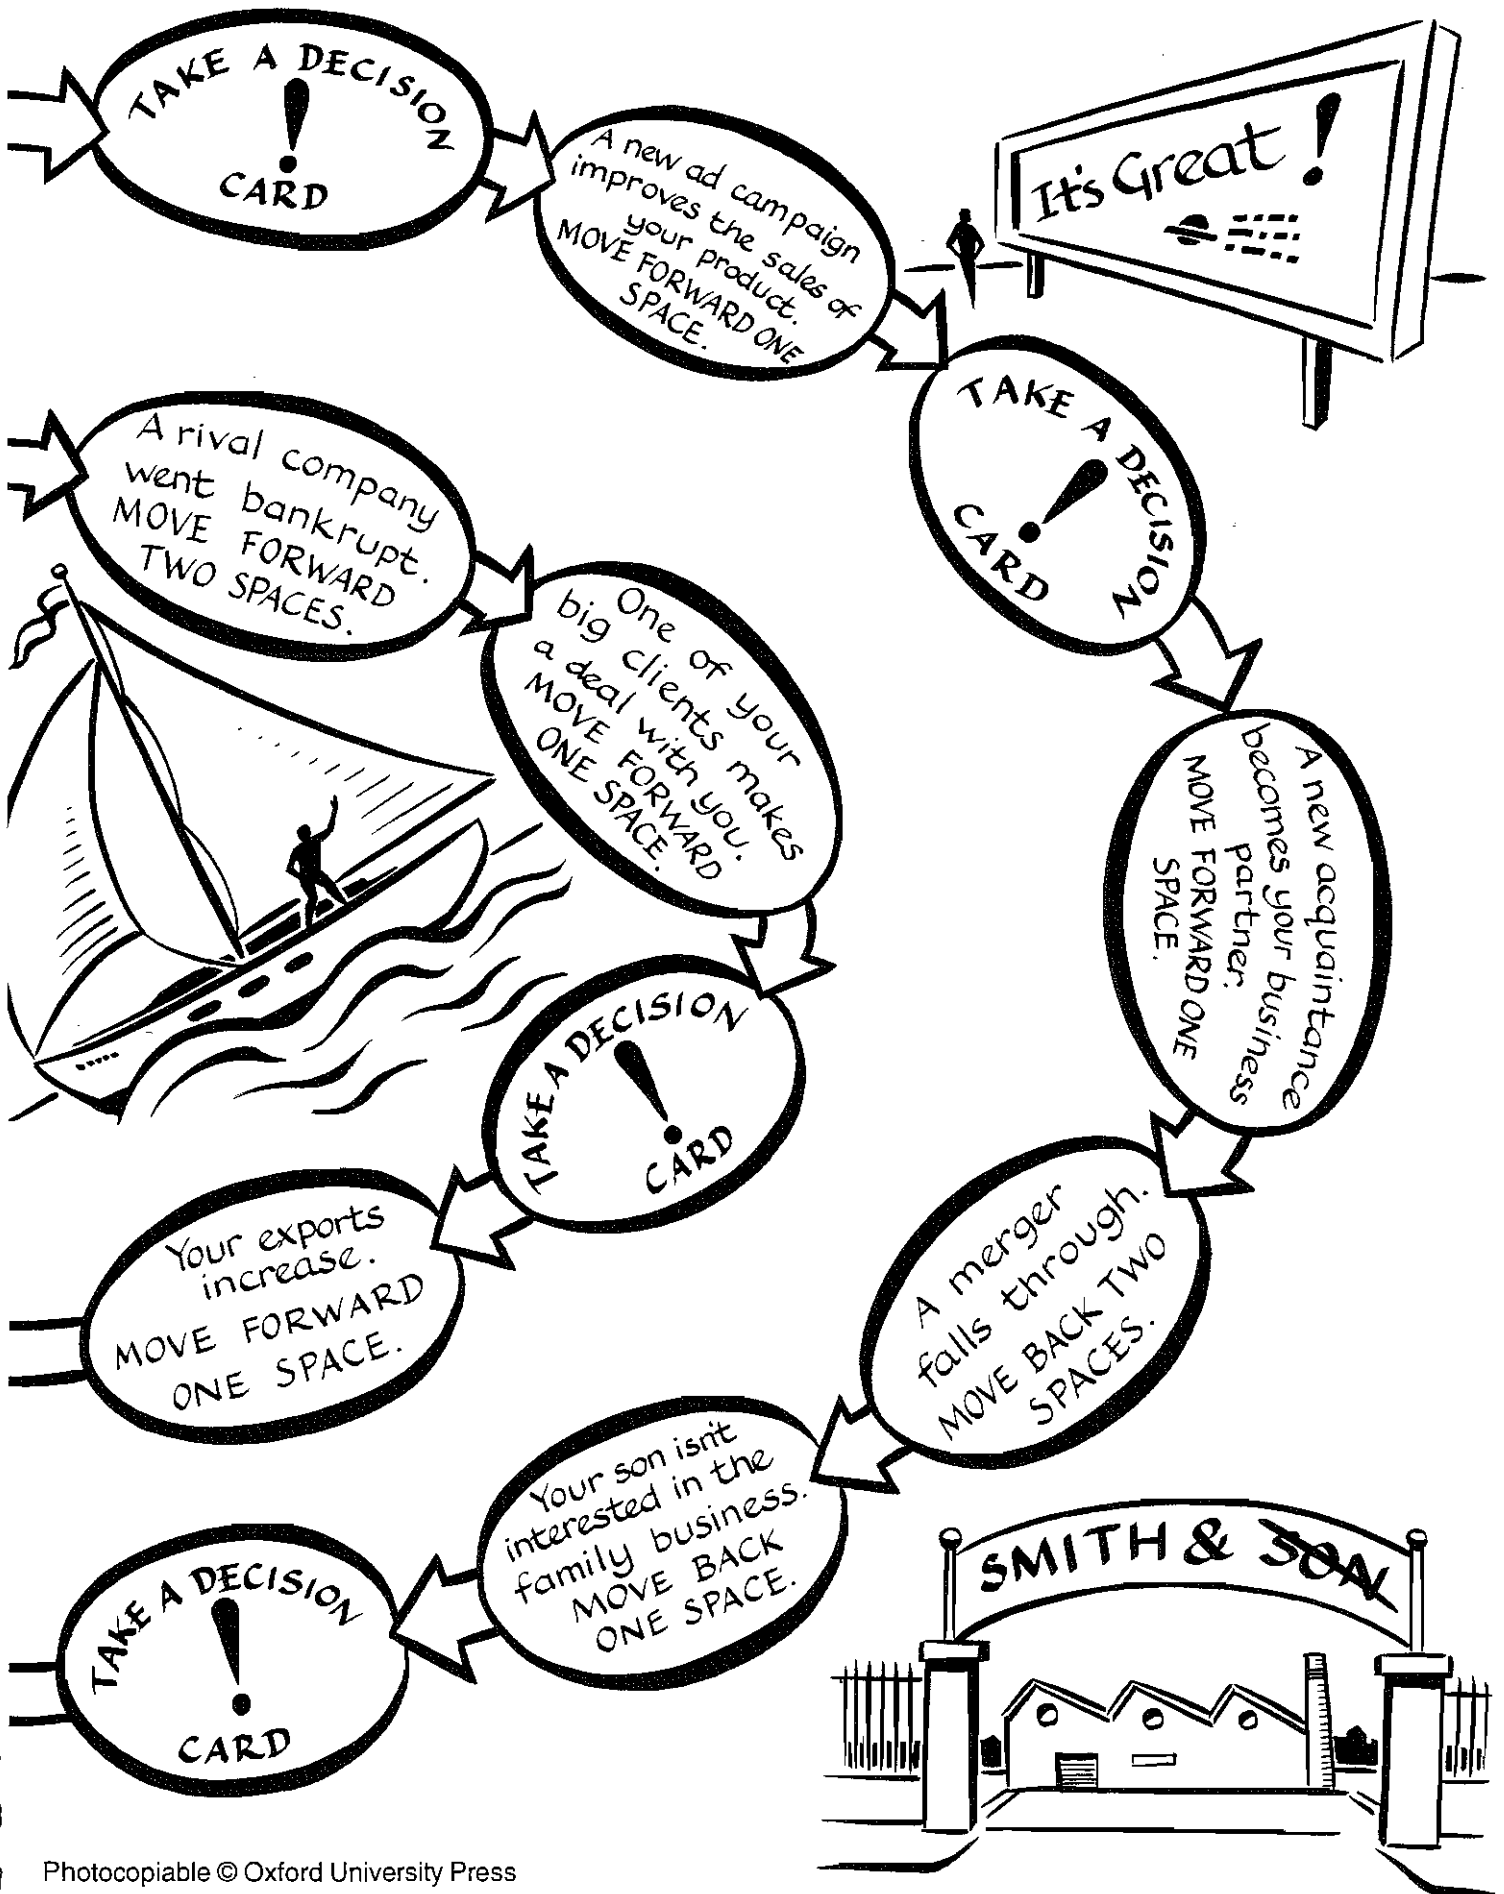 TAKE A DECISION
!
CARD
A new ad campaign
improves the sales of
your product.
MOVE FORWARD ONE
SPACE.
It's Great!
TAKE A DECISION
!
CARD
A new acquaintance
becomes your business
partner.
MOVE FORWARD ONE
SPACE.
A merger
falls through.
MOVE BACK TWO
SPACES.
Your son isn't
interested in the
family business.
MOVE BACK
ONE SPACE.
TAKE A DECISION
!
CARD
A rival company
went bankrupt.
MOVE FORWARD
TWO SPACES.
One of your
big clients makes
a deal with you.
MOVE FORWARD
ONE SPACE.
TAKE A DECISION
!
CARD
Your exports
increase.
MOVE FORWARD
ONE SPACE.
SMITH & SON
Photocopiable © Oxford University Press